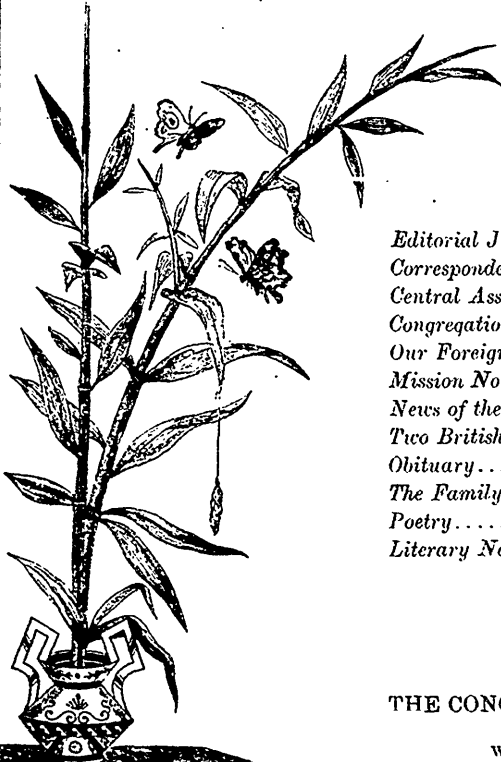 Editorial J
Corresponde
Central Ass
Congregatio
Our Foreign
Mission No
News of the
Two British
Obituary...
The Family
Poetry....
Literary No
THE CONG
W